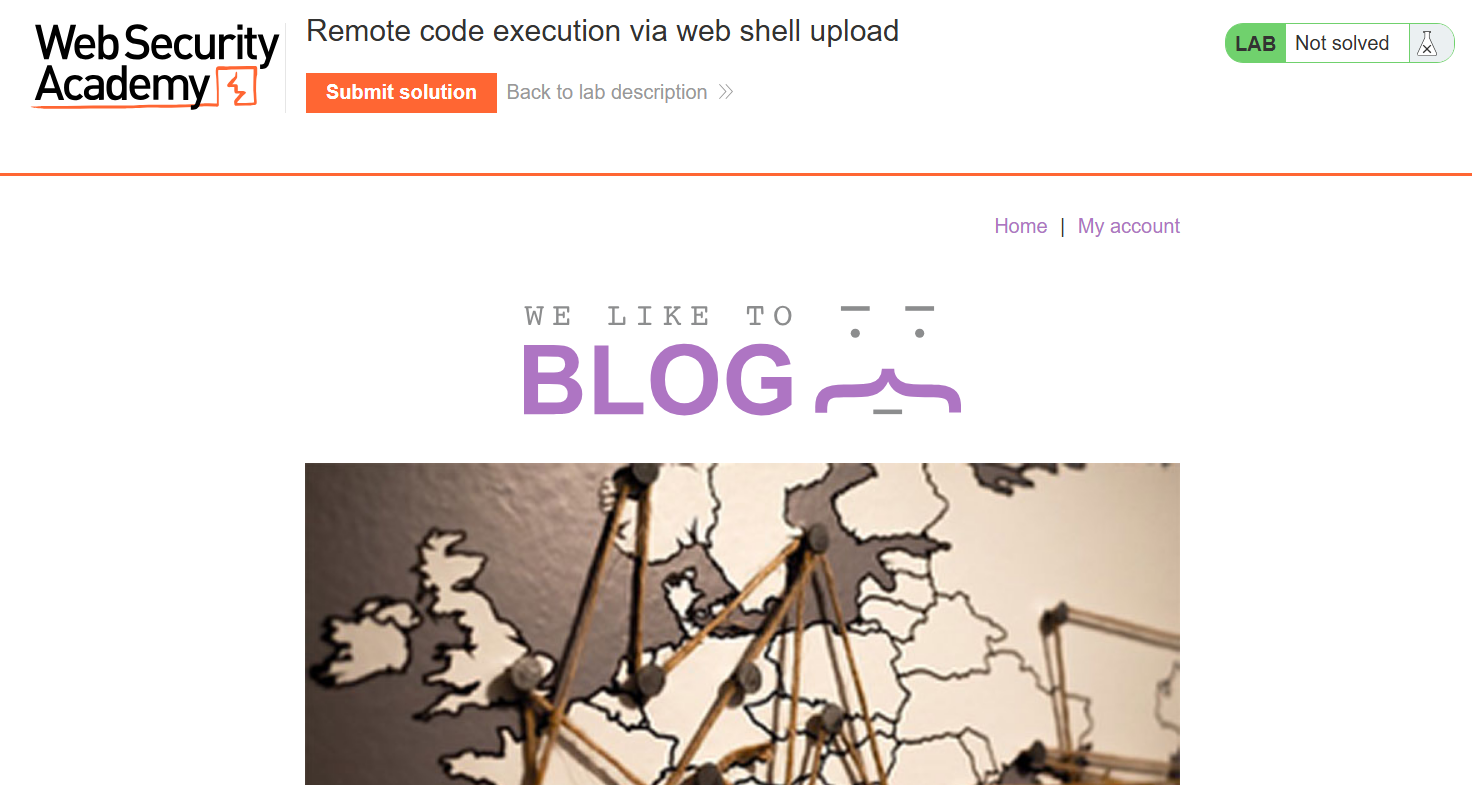 Web Security
Academy
Remote code execution via web shell upload
Submit solution
Back to lab description
LAB
Not solved
Home | My account
WE LIKE TO
BLOG